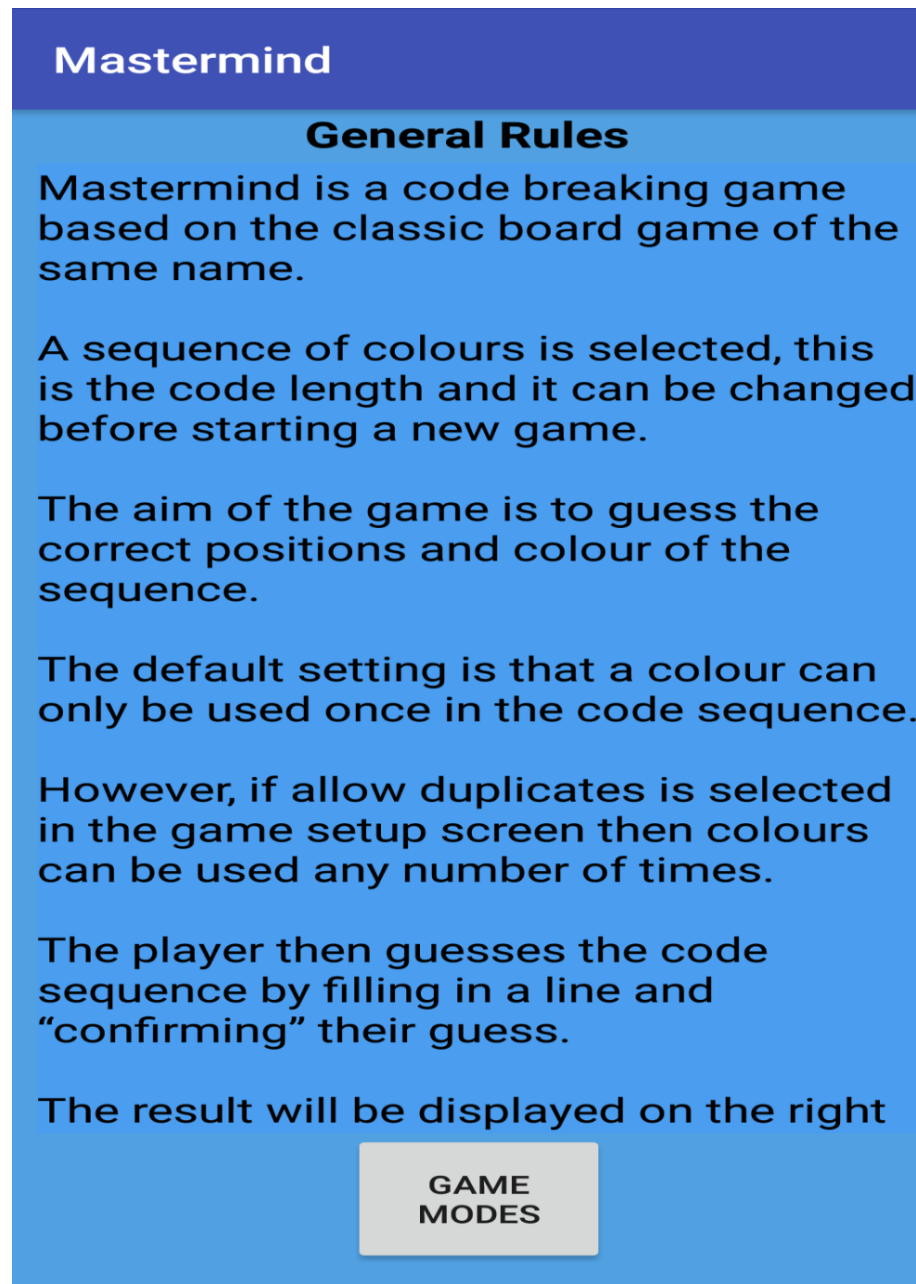 Mastermind
General Rules
Mastermind is a code breaking game
based on the classic board game of the
same name.
A sequence of colours is selected, this
is the code length and it can be changed
before starting a new game.
The aim of the game is to guess the
correct positions and colour of the
sequence.
The default setting is that a colour can
only be used once in the code sequence.
However, if allow duplicates is selected
in the game setup screen then colours
can be used any number of times.
The player then guesses the code
sequence by filling in a line and
“confirming” their guess.
The result will be displayed on the right
GAME
MODES